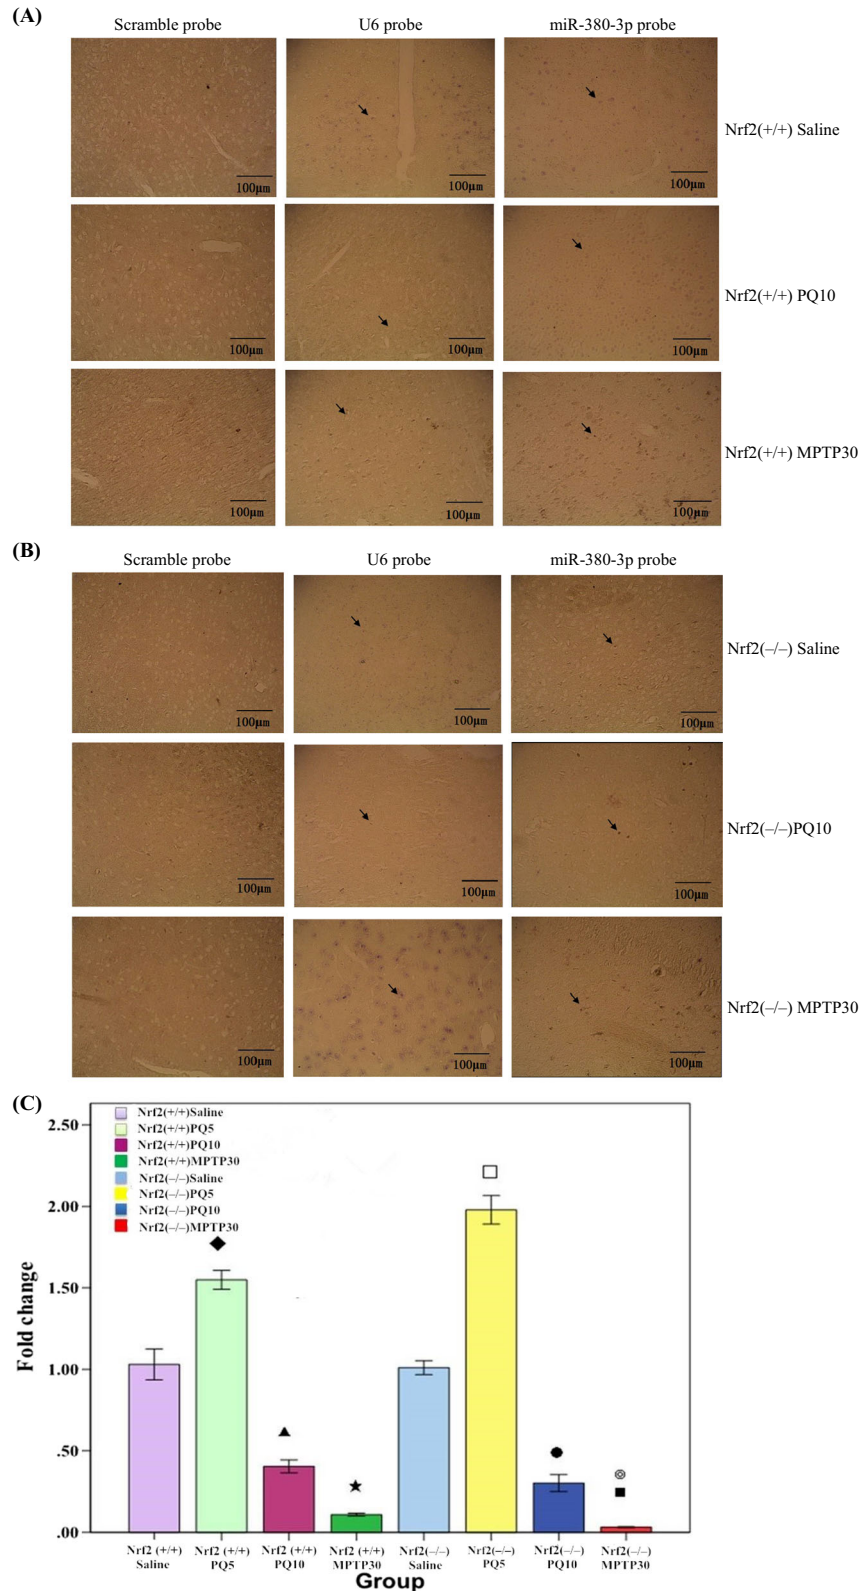 (A)
Scramble probe U6 probe miR-380-3p probe
100μm 100μm 100μm Nrf2(+/+) Saline
100μm 100μm 100μm Nrf2(+/+) PQ10
100μm 100μm 100μm Nrf2(+/+) MPTP30
(B)
Scramble probe U6 probe miR-380-3p probe
100μm 100μm 100μm Nrf2(–/–) Saline
100μm 100μm 100μm Nrf2(–/–)PQ10
100μm 100μm 100μm Nrf2(–/–) MPTP30
(C)
Nrf2(+/+)Saline
Nrf2(+/+)PQ5
Nrf2(+/+)PQ10
Nrf2(+/+)MPTP30
Nrf2(–/–)Saline
Nrf2(–/–)PQ5
Nrf2(–/–)PQ10
Nrf2(–/–)MPTP30
Fold change
2.50
2.00
1.50
1.00
.50
.00
Nrf2 (+/+) Nrf2 (+/+) Nrf2 (+/+) Nrf2 (+/+) Nrf2(–/–) Nrf2(–/–) Nrf2(–/–) Nrf2(–/–)
Saline PQ5 PQ10 MPTP30 Saline PQ5 PQ10 MPTP30
Group